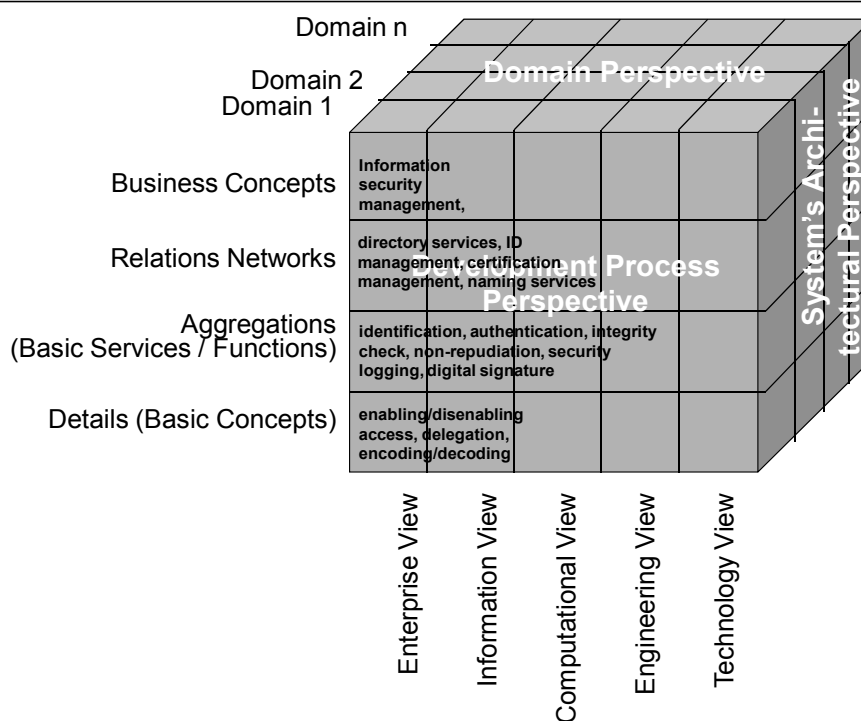 Domain n
Domain 2
Domain 1
Domain Perspective
System's Archi-
tectural Perspective
Business Concepts
Information
security
management,
Relations Networks
directory services, ID
management, certification
management, naming services
Development Process
Perspective
Aggregations
(Basic Services / Functions)
identification, authentication, integrity
check, non-repudiation, security
logging, digital signature
Details (Basic Concepts)
enabling/disenabling
access, delegation,
encoding/decoding
Enterprise View
Information View
Computational View
Engineering View
Technology View